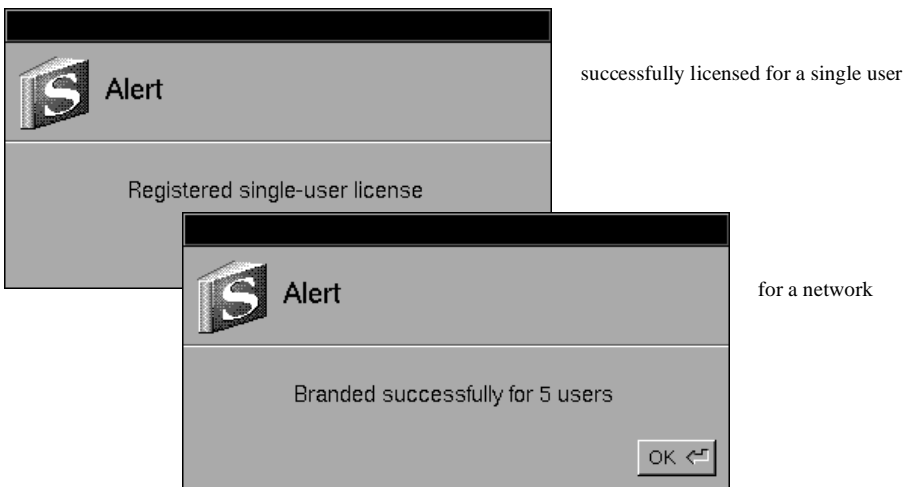 S
Alert
successfully licensed for a single user
Registered single-user license
S
Alert
for a network
Branded successfully for 5 users
OK